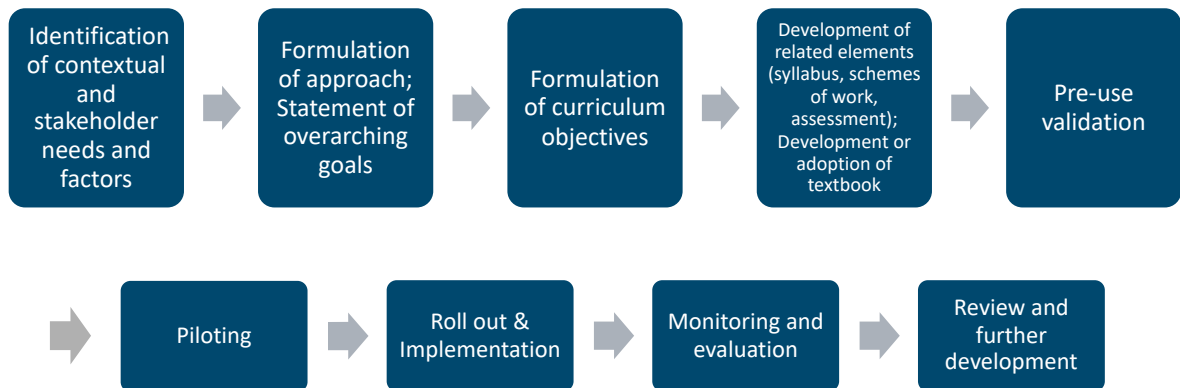 Identification
of contextual
and
stakeholder
needs and
factors
Formulation
of approach;
Statement of
overarching
goals
Formulation
of curriculum
objectives
Development of
related elements
(syllabus, schemes
of work,
assessment);
Development or
adoption of
textbook
Pre-use
validation
Piloting
Roll out &
Implementation
Monitoring and
evaluation
Review and
further
development